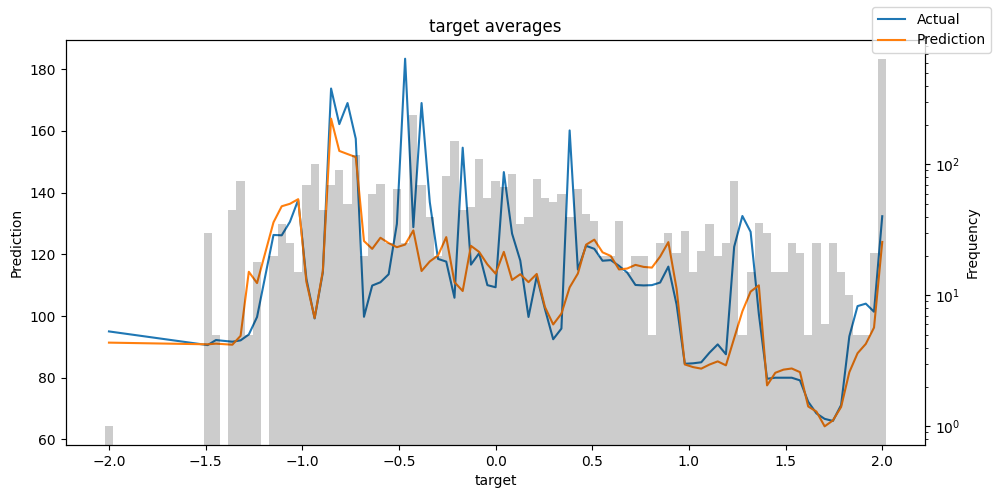 target averages
Actual
Prediction
180
160
140
120
100
80
60
Prediction
10²
10¹
10⁰
Frequency
−2.0 −1.5 −1.0 −0.5 0.0 0.5 1.0 1.5 2.0
target